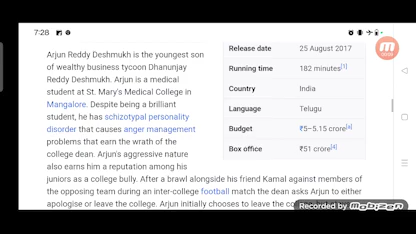 7:28
Arjun Reddy Deshmukh is the youngest son
of wealthy business tycoon Dhanunjay
Reddy Deshmukh. Arjun is a medical
student at St. Mary's Medical College in
Mangalore. Despite being a brilliant
student, he has schizotypal personality
disorder that causes anger management
problems that earn the wrath of the
college dean. Arjun's aggressive nature
also earns him a reputation among his
juniors as a college bully. After a brawl alongside his friend Kamal against members of
the opposing team during an inter-college football match the dean asks Arjun to either
apologise or leave the college. Arjun initially chooses to leave the
Release date 25 August 2017
Running time 182 minutes[1]
Country India
Language Telugu
Budget ₹5–5.15 crore[a]
Box office ₹51 crore[4]
Recorded by MOBIZEN